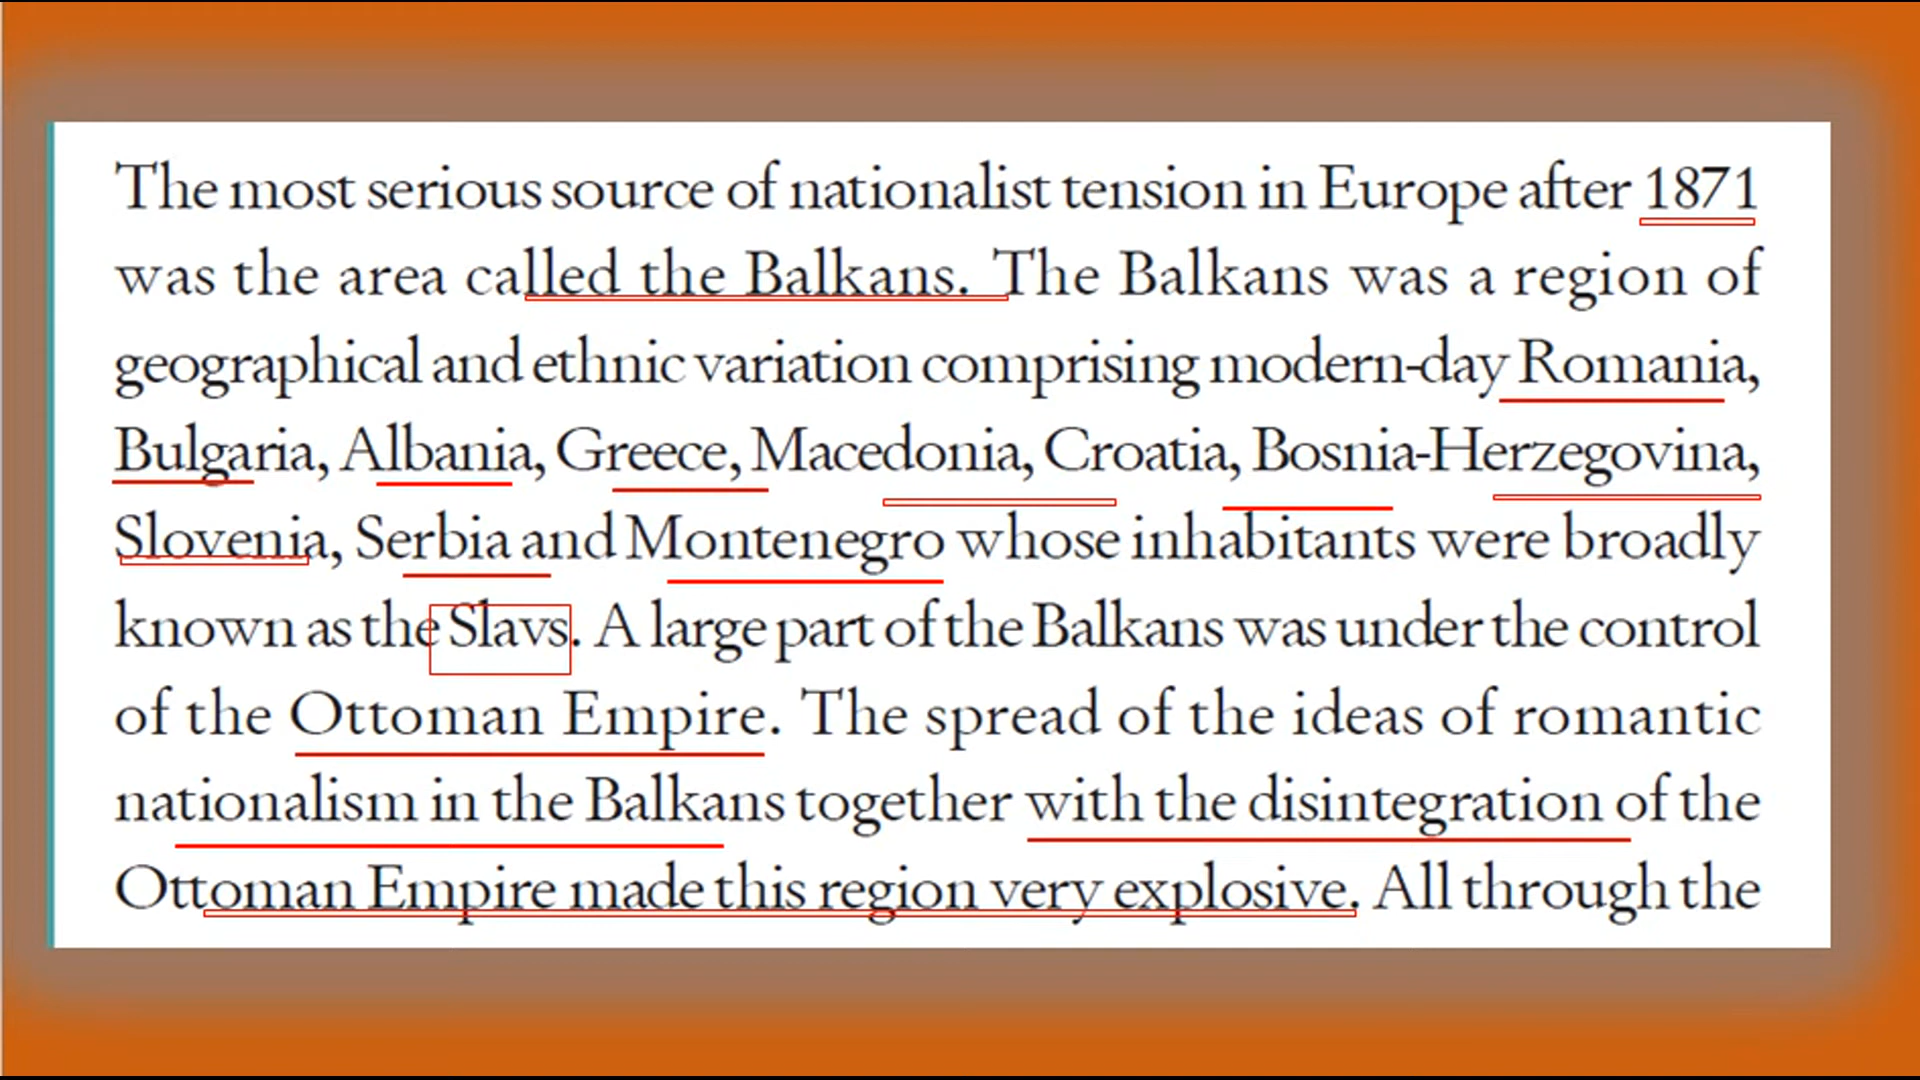 The most serious source of nationalist tension in Europe after 1871
was the area called the Balkans. The Balkans was a region of
geographical and ethnic variation comprising modern-day Romania,
Bulgaria, Albania, Greece, Macedonia, Croatia, Bosnia-Herzegovina,
Slovenia, Serbia and Montenegro whose inhabitants were broadly
known as the Slavs. A large part of the Balkans was under the control
of the Ottoman Empire. The spread of the ideas of romantic
nationalism in the Balkans together with the disintegration of the
Ottoman Empire made this region very explosive. All through the